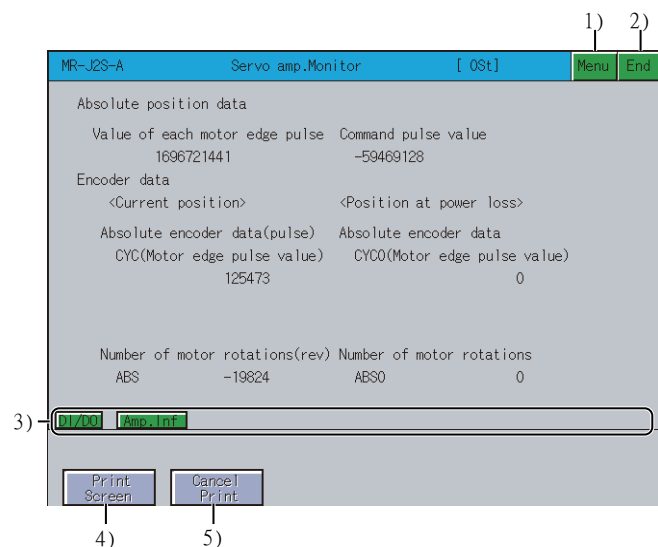 1) 2)
MR-J2S-A Servo amp.Monitor [ OSt] Menu End
Absolute position data
Value of each motor edge pulse Command pulse value
1696721441 -59469128
Encoder data
<Current position> <Position at power loss>
Absolute encoder data(pulse) Absolute encoder data
CYC(Motor edge pulse value) CYCO(Motor edge pulse value)
125473 0
Number of motor rotations(rev) Number of motor rotations
ABS -19824 ABSO 0
3) DI/DO Amp.Inf
Print Cancel
Screen Print
4) 5)